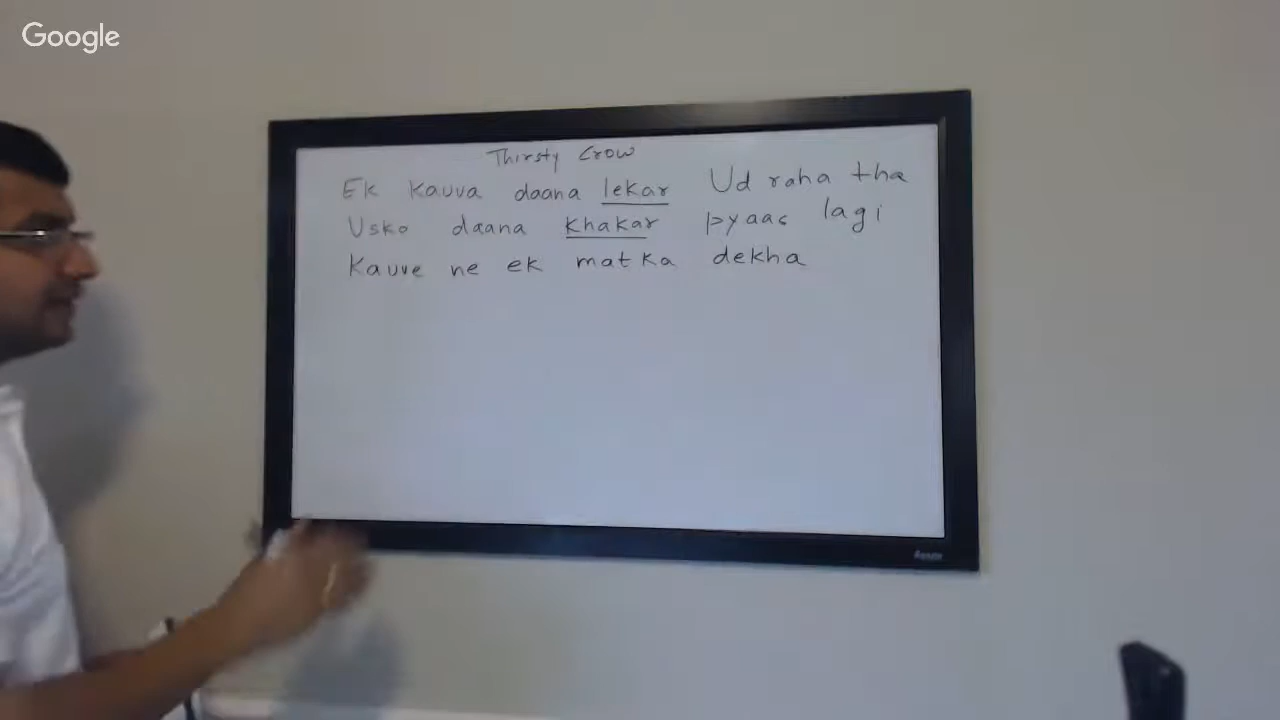 Google
Thirsty Crow
Ek kauva daana lekar Ud raha tha
Usko daana khakar pyaas lagi
Kauve ne ek matka dekha